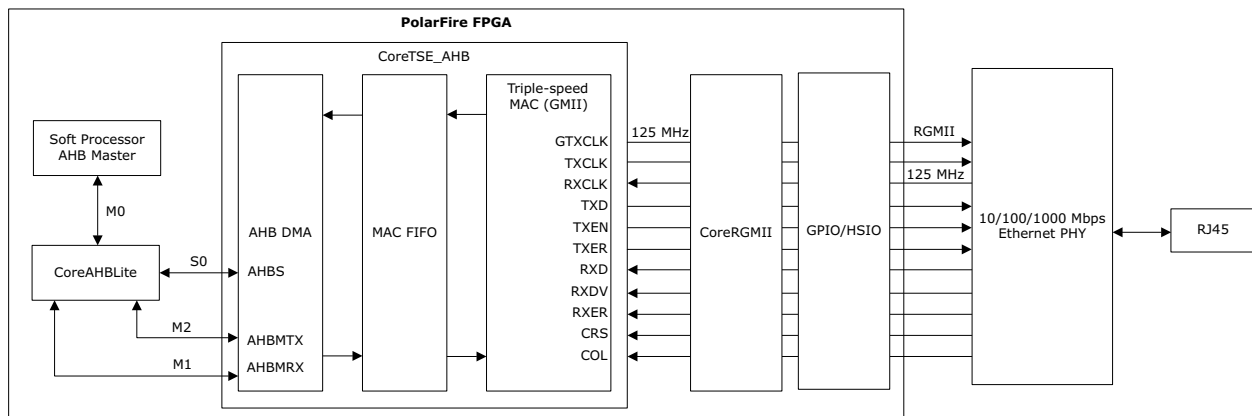 PolarFire FPGA
CoreTSE_AHB
Soft Processor
AHB Master
M0
CoreAHBLite
S0
M2
M1
AHB DMA
AHBS
AHBMTX
AHBMRX
MAC FIFO
Triple-speed
MAC (GMII)
GTXCLK
TXCLK
RXCLK
TXD
TXEN
TXER
RXD
RXDV
RXER
CRS
COL
125 MHz
CoreRGMII
GPIO/HSIO
RGMII
125 MHz
10/100/1000 Mbps
Ethernet PHY
RJ45